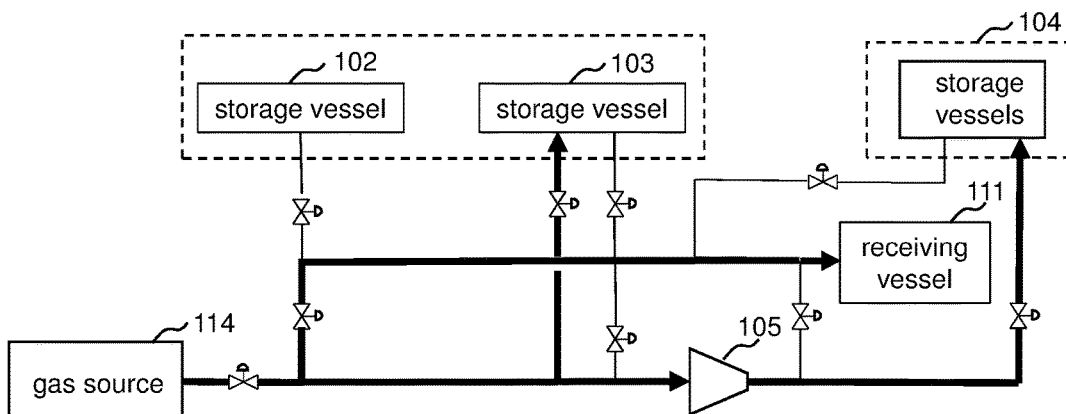 104
102
103
storage vessel
storage vessel
storage
vessels
111
receiving
vessel
114
105
gas source